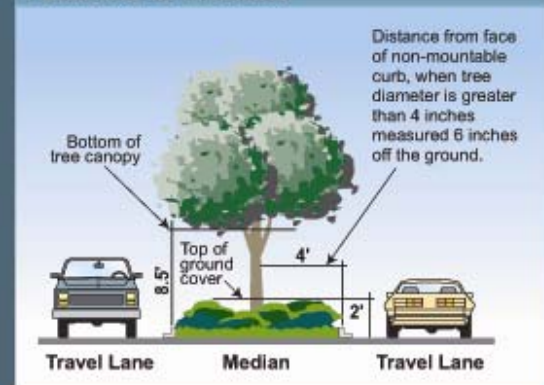 Distance from face
of non-mountable
curb, when tree
diameter is greater
than 4 inches
measured 6 inches
off the ground.
Bottom of
tree canopy
8.5'
Top of
ground
cover
4'
2'
Travel Lane
Median
Travel Lane